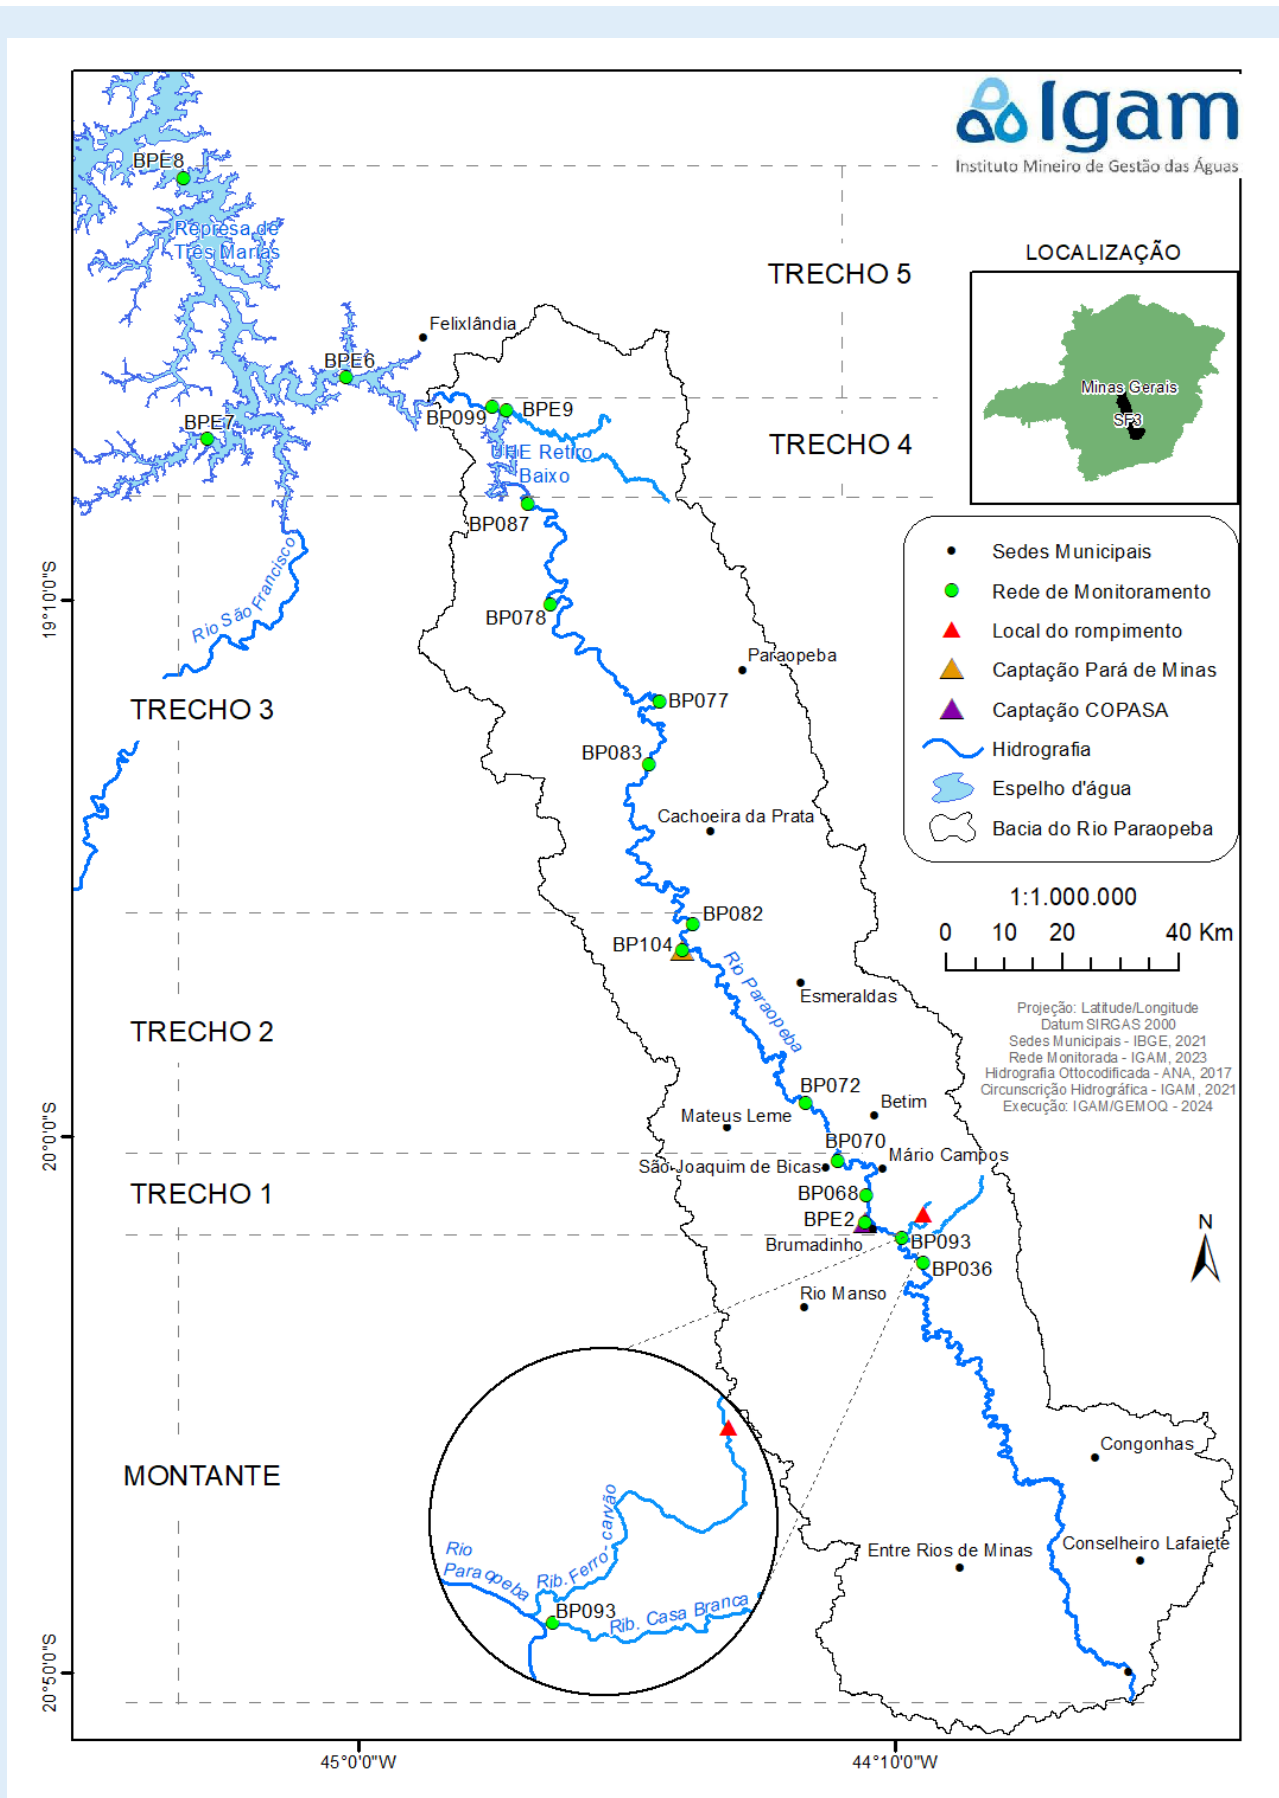 Igam
Instituto Mineiro de Gestão das Águas
BPE8
Represa de
Três Marias
TRECHO 5
LOCALIZAÇÃO
Minas Gerais
SF3
Felixlândia
BPE6
BP099
BPE9
BPE7
TRECHO 4
UHE Retiro
Baixo
BP087
Rio São Francisco
19°10'0"S
BP078
Sedes Municipais
Rede de Monitoramento
Local do rompimento
Captação Pará de Minas
Captação COPASA
Hidrografia
Espelho d'água
Bacia do Rio Paraopeba
Paraopeba
TRECHO 3
BP077
BP083
Cachoeira da Prata
1:1.000.000
0 10 20 40 Km
BP082
BP104
Rio Paraopeba
Esmeraldas
Projeção: Latitude/Longitude
Datum SIRGAS 2000
Sedes Municipais - IBGE, 2021
Rede Monitorada - IGAM, 2023
Hidrografia Ottocodificada - ANA, 2017
Circunscrição Hidrográfica - IGAM, 2021
Execução: IGAM/GEMOQ - 2024
TRECHO 2
BP072
Betim
Mateus Leme
20°0'0"S
BP070
Mário Campos
São Joaquim de Bicas
TRECHO 1
BP068
BPE2
Brumadinho
BP093
BP036
N
Rio Manso
MONTANTE
Congonhas
Rib. Ferro-carvão
Rio
Paraopeba
BP093
Rib. Casa Branca
Entre Rios de Minas
Conselheiro Lafaiete
20°50'0"S
45°0'0"W
44°10'0"W